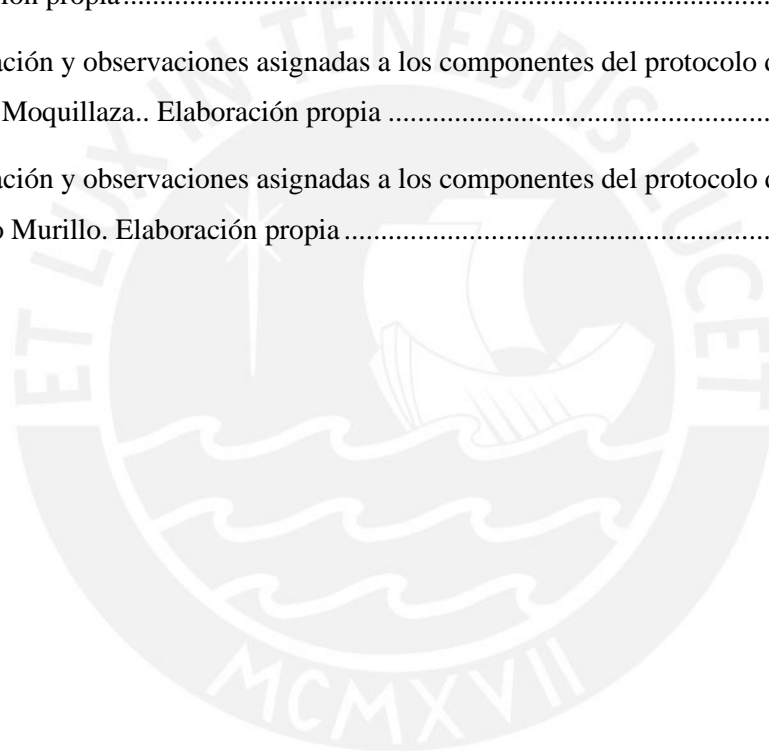 ión propia..........................................................................................
ación y observaciones asignadas a los componentes del protocolo d
Moquillaza.. Elaboración propia ....................................................
ación y observaciones asignadas a los componentes del protocolo d
o Murillo. Elaboración propia ..........................................................
ET LUX IN TENEBRIS LUCET
MCMXVII